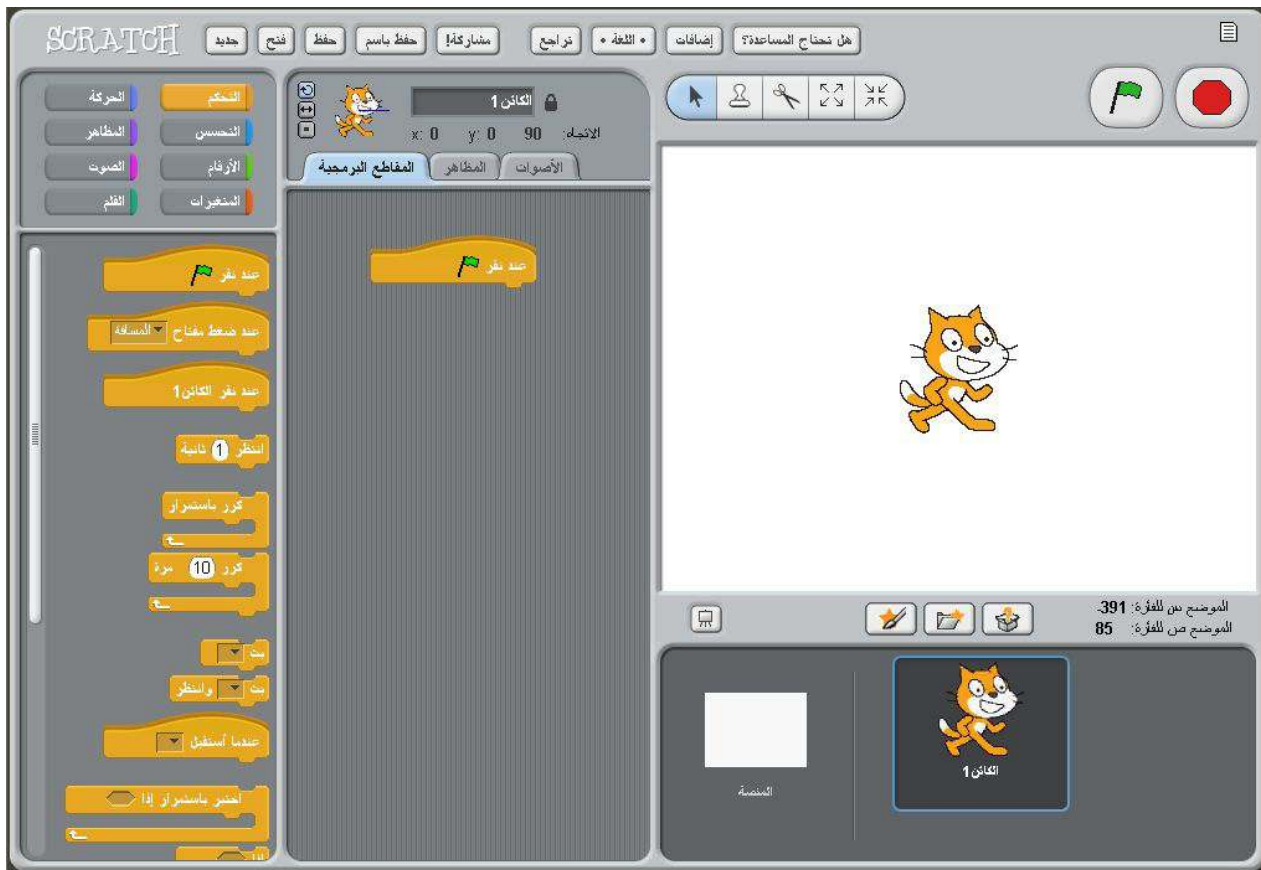 SCRATCH
جديد
فتح
حفظ
حفظ باسم
مشاركة!
تراجع
• اللغة •
إضافات
هل تحتاج المساعدة؟
التحكم
الحركة
التحسس
المظاهر
الأرقام
الصوت
المتغيرات
القلم
الكائن1
x: 0 y: 0 90 الاتجاه:
المقاطع البرمجية
المظاهر
الأصوات
عند نقر
عند ضغط مفتاح المسافة
عند نقر الكائن1
انتظر 1 ثانية
كرر باستمرار
كرر 10 مرة
بث
بث وانتظر
عندما أستقبل
أختبر باستمرار إذا
إذا
عند نقر
الموضع س للفأرة: 391-
الموضع ص للفأرة: 85
الكائن1
المنصة